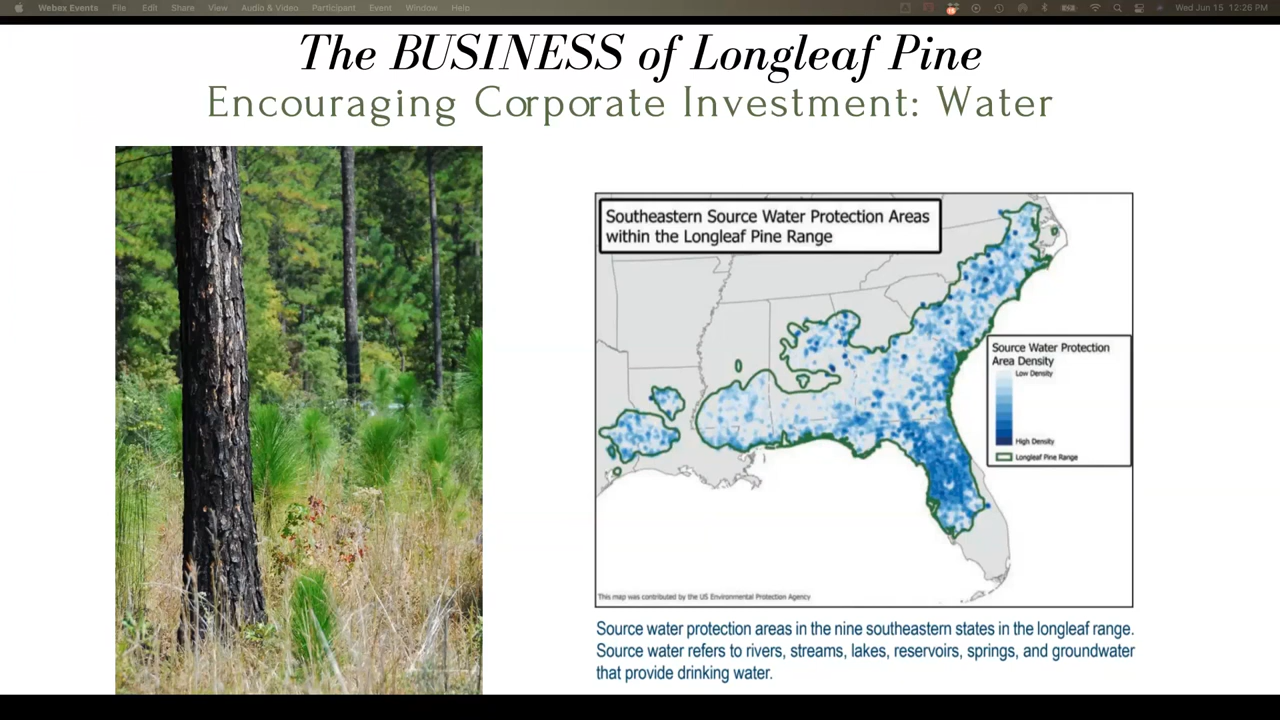 Webex Events File Edit Share View Audio & Video Participant Event Window Help Wed Jun 15 12:26 PM
The BUSINESS of Longleaf Pine
Encouraging Corporate Investment: Water
Southeastern Source Water Protection Areas
within the Longleaf Pine Range
Source Water Protection
Area Density
Low Density
High Density
Longleaf Pine Range
This map was contributed by the US Environmental Protection Agency
Source water protection areas in the nine southeastern states in the longleaf range.
Source water refers to rivers, streams, lakes, reservoirs, springs, and groundwater
that provide drinking water.